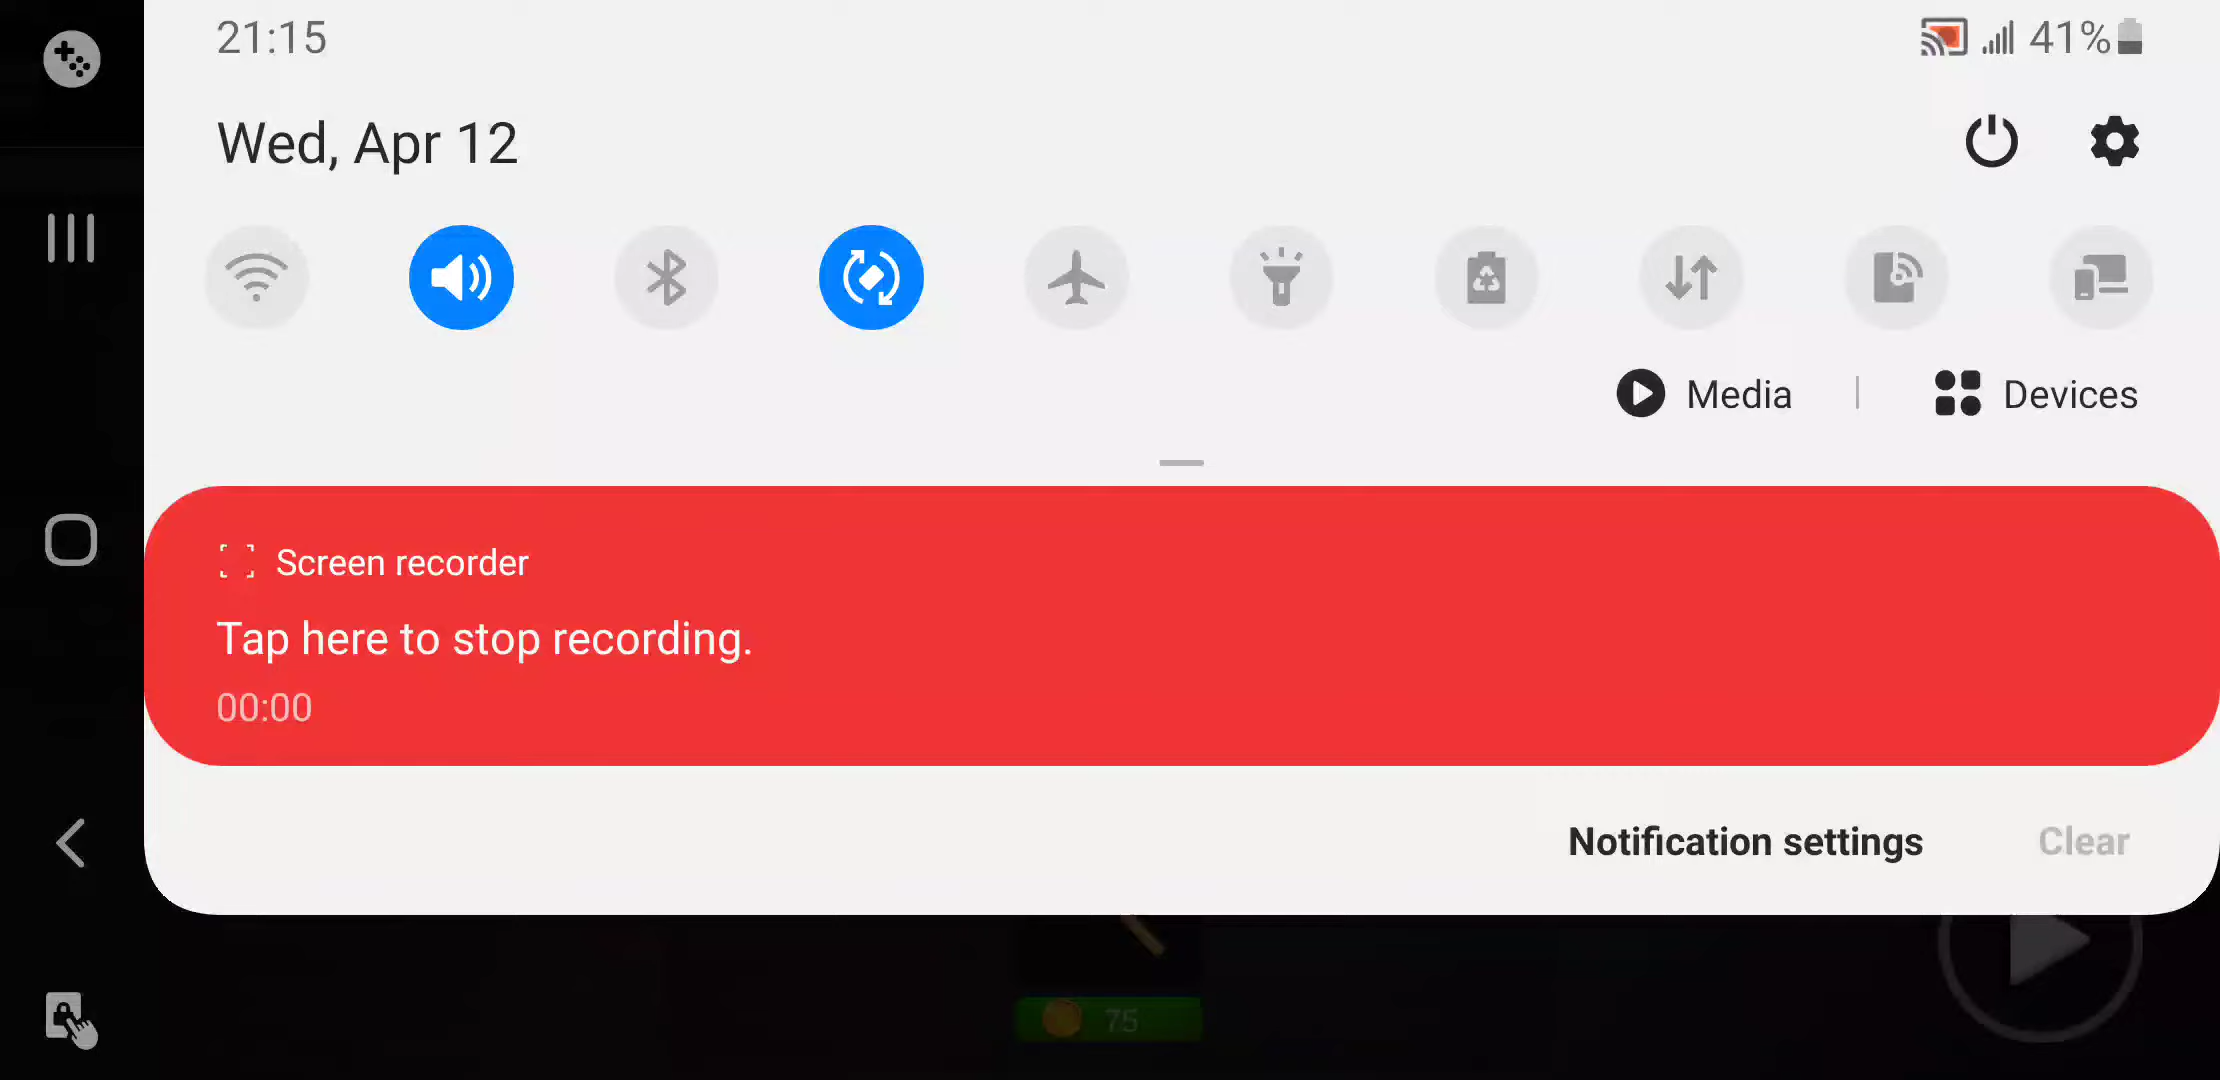 21:15
41%
Wed, Apr 12
Media
Devices
Screen recorder
Tap here to stop recording.
00:00
Notification settings
Clear
75